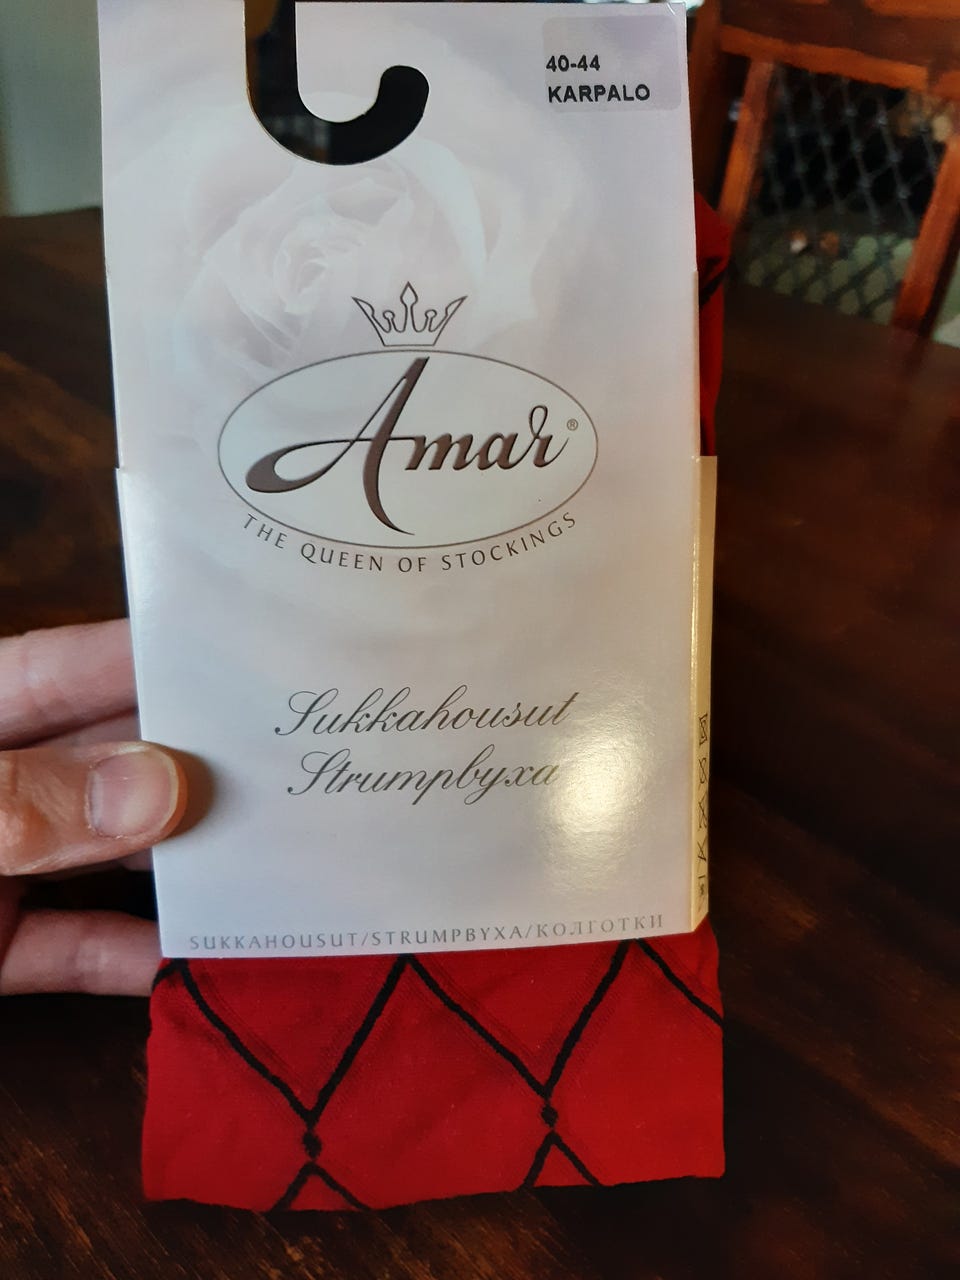 40-44
KARPALO
Amar®
THE QUEEN OF STOCKINGS
Sukkahousut
Strumpbyxa
SUKKAHOUSUT/STRUMPBYXA/КОЛГОТКИ